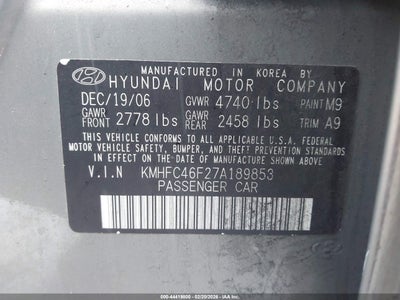 MANUFACTURED IN KOREA BY
HYUNDAI MOTOR COMPANY
DEC/19/06 GVWR 4740 lbs PAINT M9
GAWR FRONT 2778 lbs GAWR REAR 2458 lbs TRIM A9
THIS VEHICLE CONFORMS TO ALL APPLICABLE U.S.A. FEDERAL
MOTOR VEHICLE SAFETY, BUMPER, AND THEFT PREVENTION
STANDARDS IN EFFECT ON THE DATE OF MANUFACTURE
SHOWN ABOVE.
V.I.N KMHFC46F27A189853
PASSENGER CAR
000-44419000 - 02/20/2026 - IAA Inc.